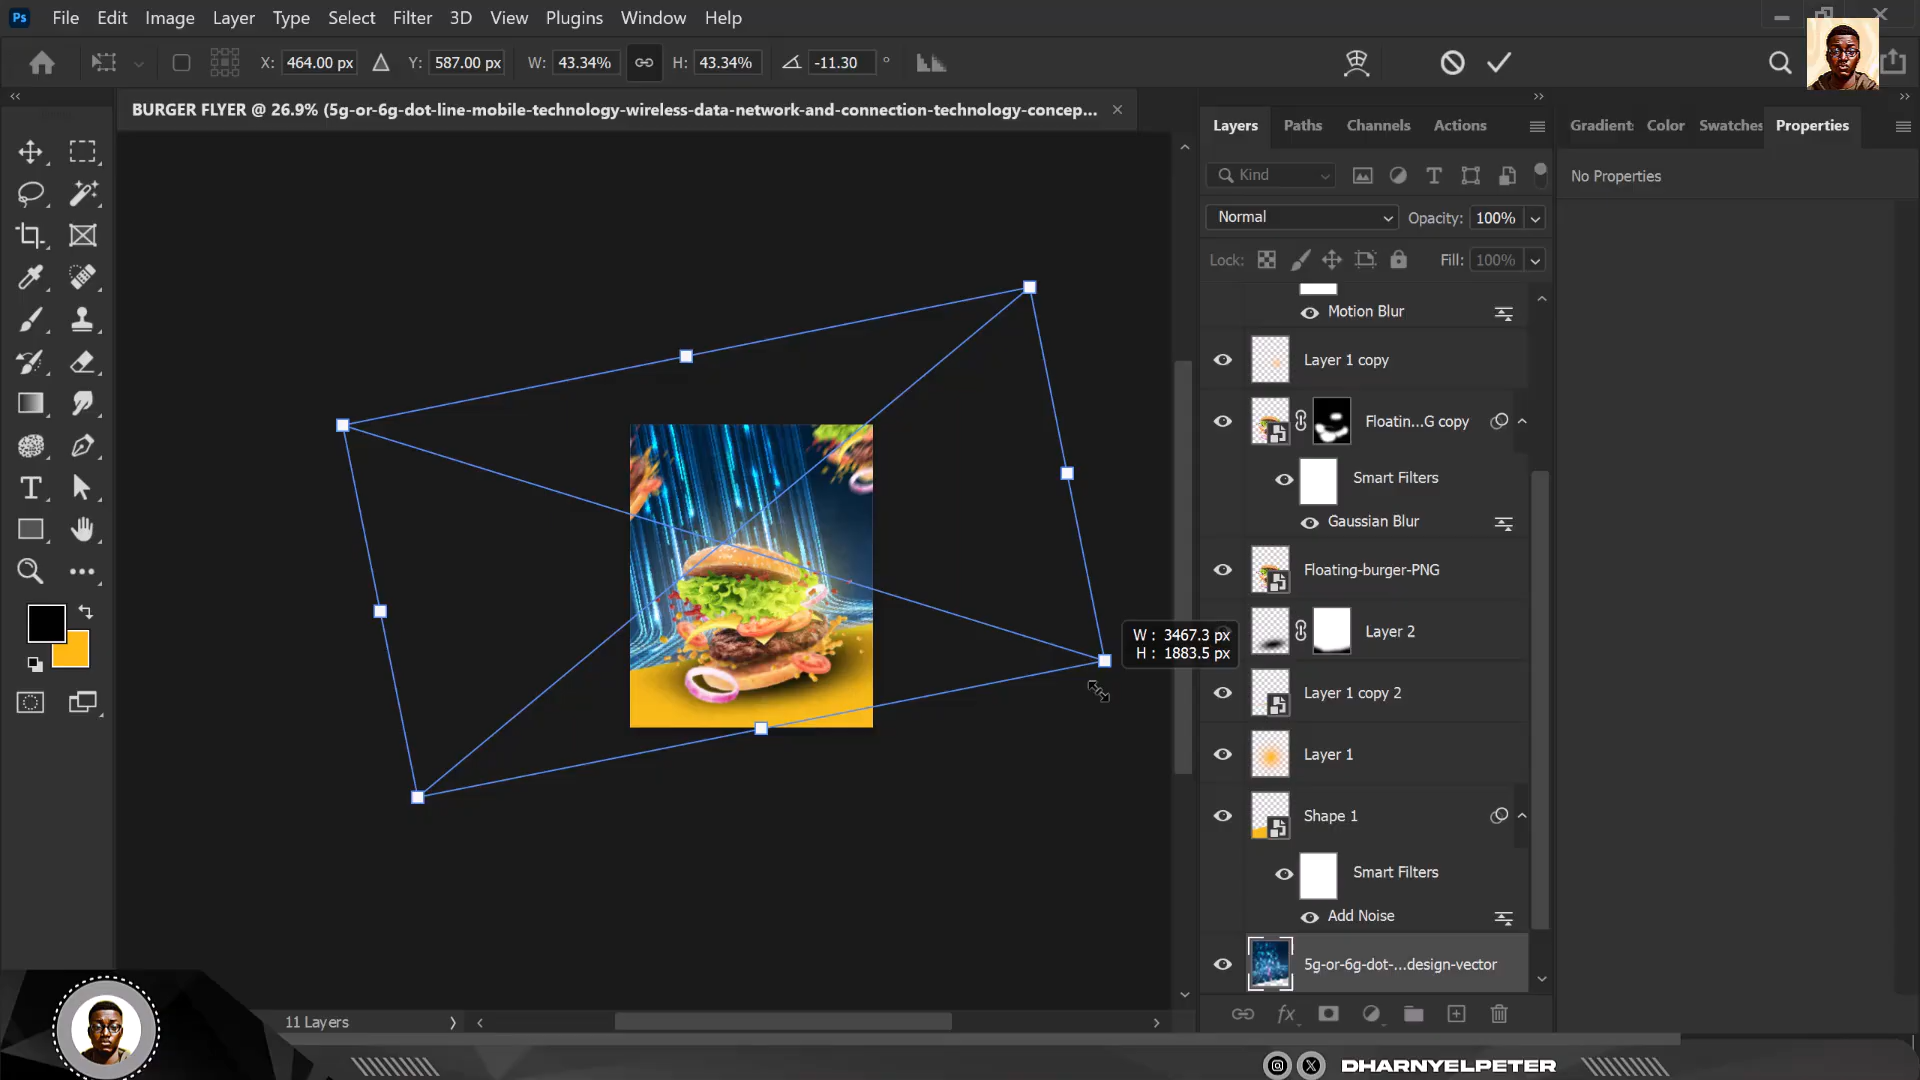 Ps File Edit Image Layer Type Select Filter 3D View Plugins Window Help
X: 464.00 px Y: 587.00 px W: 43.34% H: 43.34% -11.30 °
BURGER FLYER @ 26.9% (5g-or-6g-dot-line-mobile-technology-wireless-data-network-and-connection-technology-concep...
Layers Paths Channels Actions
Gradient Color Swatches Properties
Kind
No Properties
Normal Opacity: 100%
Lock: Fill: 100%
Motion Blur
Layer 1 copy
Floatin...G copy
Smart Filters
Gaussian Blur
Floating-burger-PNG
Layer 2
W : 3467.3 px
H : 1883.5 px
Layer 1 copy 2
Layer 1
Shape 1
Smart Filters
Add Noise
5g-or-6g-dot-...design-vector
11 Layers
fx
DHARNYELPETER